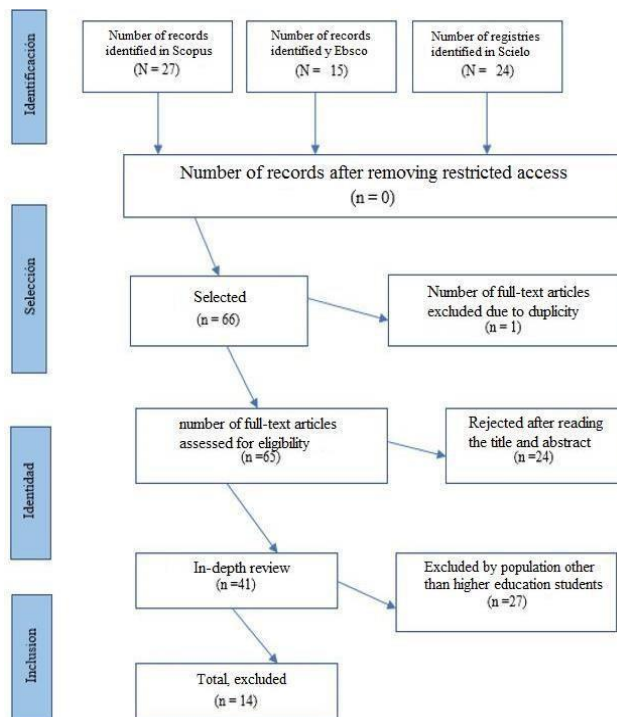 Identificación
Number of records
identified in Scopus
(N = 27)
Number of records
identified y Ebsco
(N = 15)
Number of registries
identified in Scielo
(N = 24)
Number of records after removing restricted access
(n = 0)
Selección
Selected
(n = 66)
Number of full-text articles
excluded due to duplicity
(n = 1)
Identidad
number of full-text articles
assessed for eligibility
(n =65)
Rejected after reading
the title and abstract
(n =24)
In-depth review
(n =41)
Excluded by population other
than higher education students
(n =27)
Inclusion
Total, excluded
(n = 14)